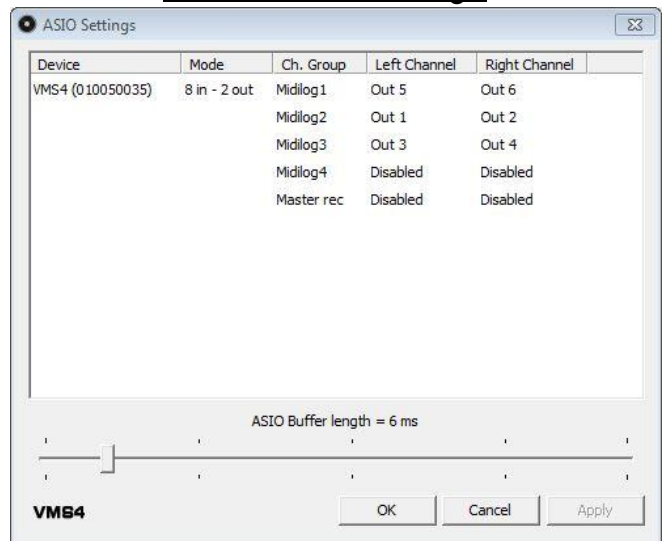 ASIO Settings
Device Mode Ch. Group Left Channel Right Channel
VMS4 (010050035) 8 in - 2 out Midilog1 Out 5 Out 6
Midilog2 Out 1 Out 2
Midilog3 Out 3 Out 4
Midilog4 Disabled Disabled
Master rec Disabled Disabled
ASIO Buffer length = 6 ms
VMS4 OK Cancel Apply